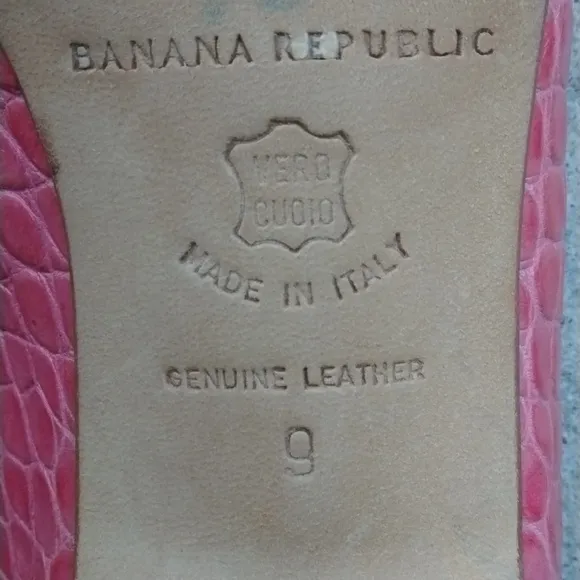 BANANA REPUBLIC
VERO
CUOIO
MADE IN ITALY
GENUINE LEATHER
9